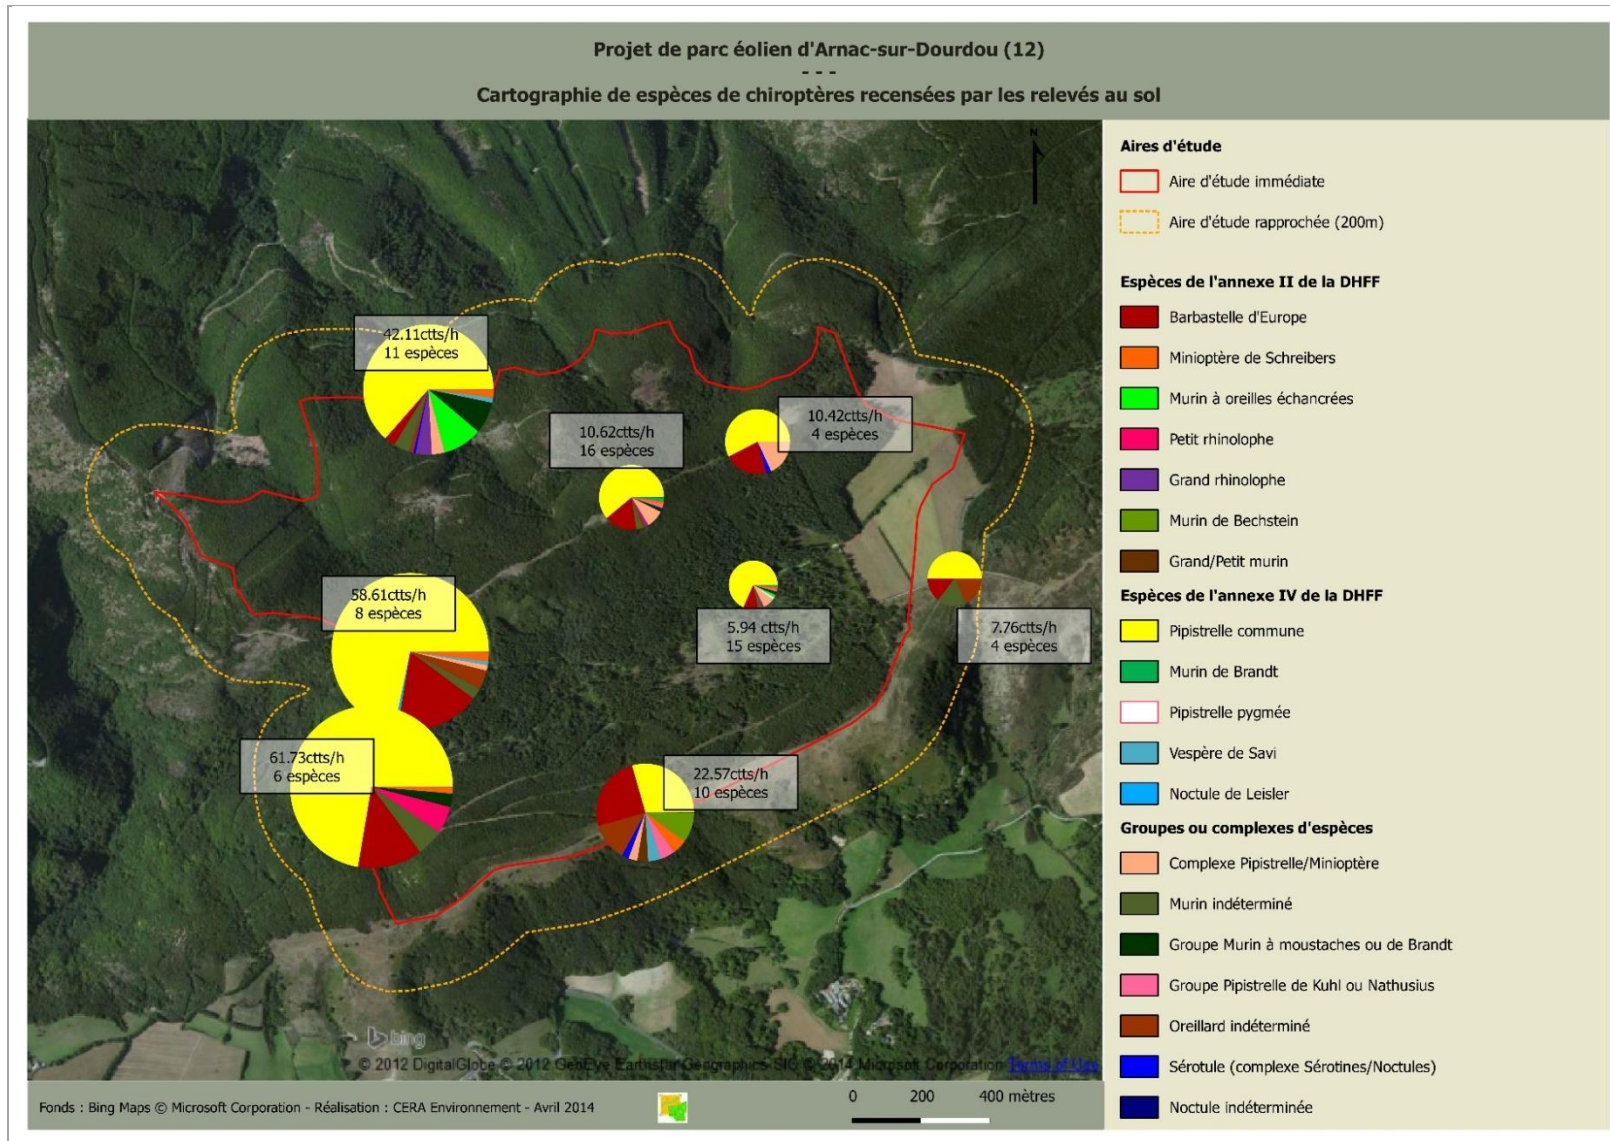 Projet de parc éolien d'Arnac-sur-Dourdou (12)
- - -
Cartographie de espèces de chiroptères recensées par les relevés au sol
N
42.11ctts/h
11 espèces
10.62ctts/h
16 espèces
10.42ctts/h
4 espèces
58.61ctts/h
8 espèces
5.94 ctts/h
15 espèces
7.76ctts/h
4 espèces
61.73ctts/h
6 espèces
22.57ctts/h
10 espèces
bing
© 2012 DigitalGlobe © 2012 GeoEye Earthstar Geographics SIO © 2014 Microsoft Corporation Terms of Use
Aires d'étude
Aire d'étude immédiate
Aire d'étude rapprochée (200m)
Espèces de l'annexe II de la DHFF
Barbastelle d'Europe
Minioptère de Schreibers
Murin à oreilles échancrées
Petit rhinolophe
Grand rhinolophe
Murin de Bechstein
Grand/Petit murin
Espèces de l'annexe IV de la DHFF
Pipistrelle commune
Murin de Brandt
Pipistrelle pygmée
Vespère de Savi
Noctule de Leisler
Groupes ou complexes d'espèces
Complexe Pipistrelle/Minioptère
Murin indéterminé
Groupe Murin à moustaches ou de Brandt
Groupe Pipistrelle de Kuhl ou Nathusius
Oreillard indéterminé
Sérotule (complexe Sérotines/Noctules)
Noctule indéterminée
Fonds : Bing Maps © Microsoft Corporation - Réalisation : CERA Environnement - Avril 2014
0 200 400 mètres